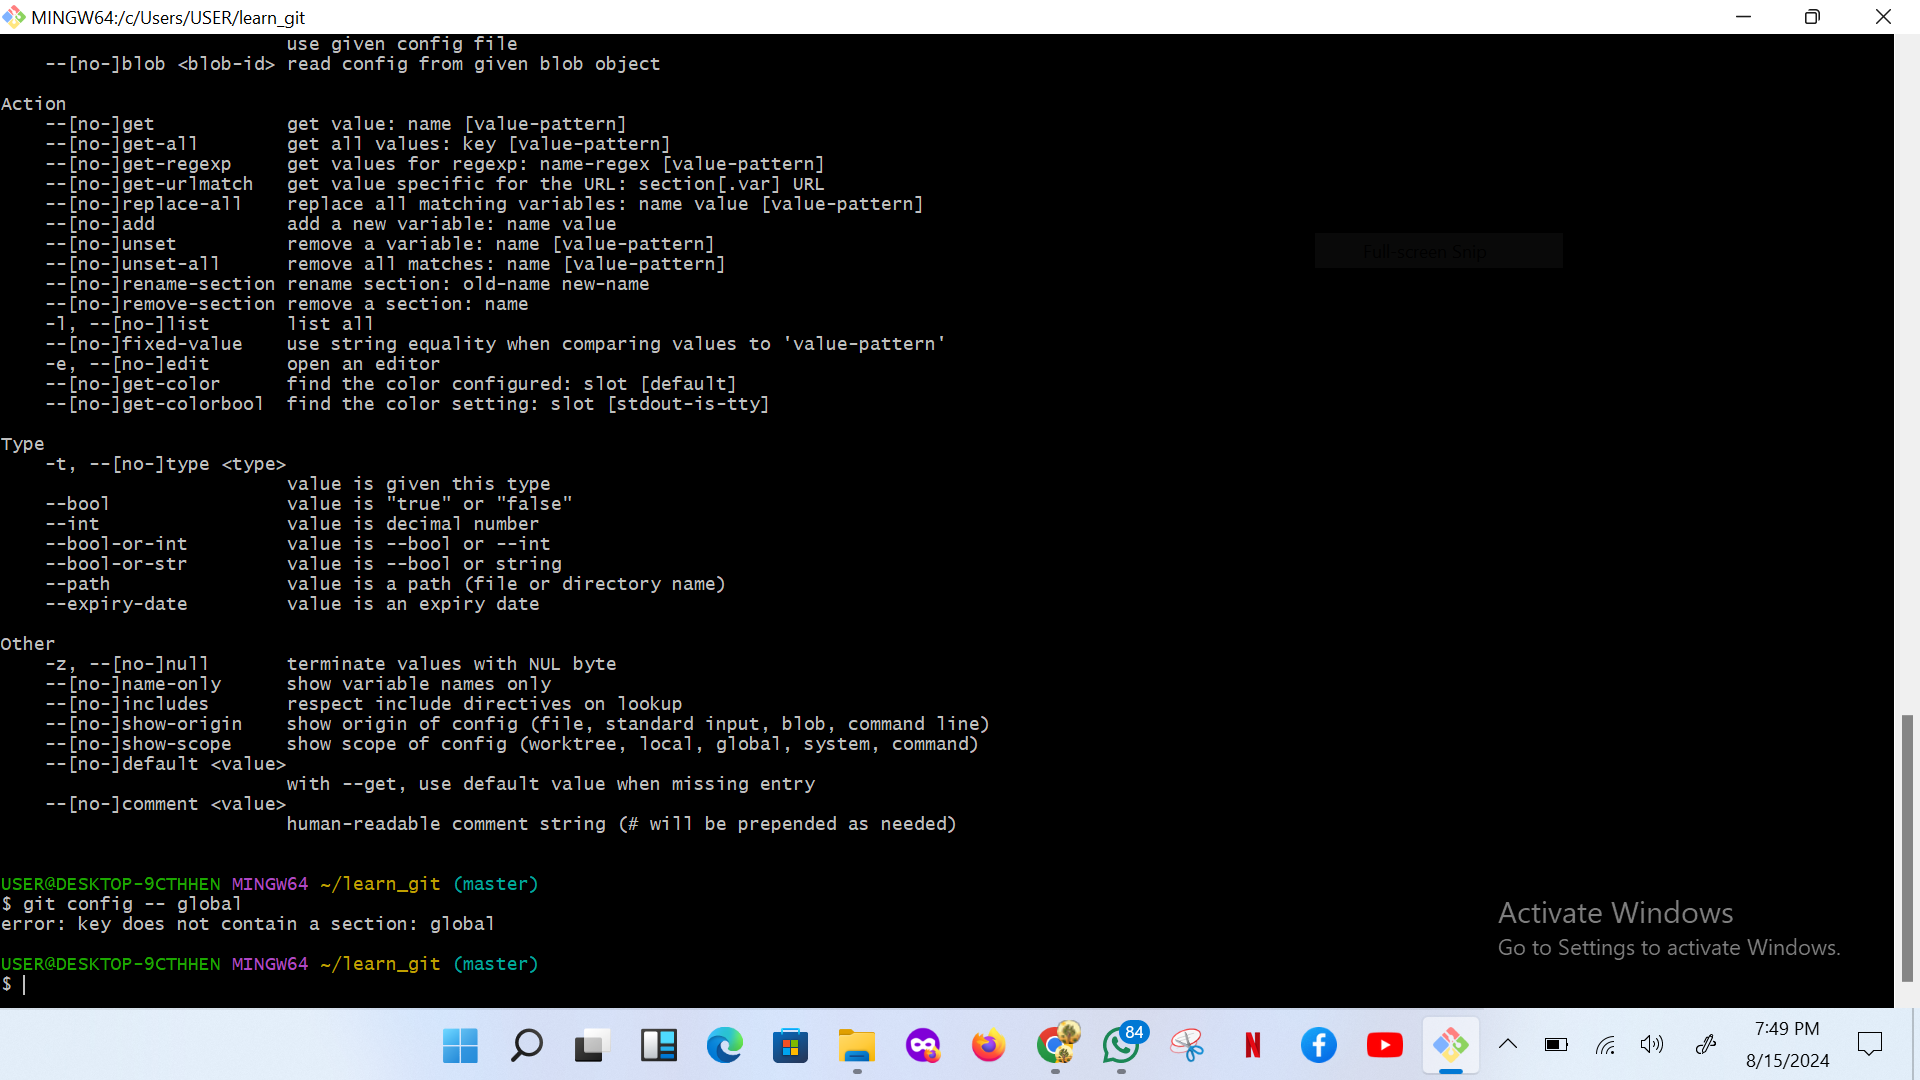 MINGW64:/c/Users/USER/learn_git
use given config file
--[no-]blob <blob-id> read config from given blob object
Action
--[no-]get get value: name [value-pattern]
--[no-]get-all get all values: key [value-pattern]
--[no-]get-regexp get values for regexp: name-regex [value-pattern]
--[no-]get-urlmatch get value specific for the URL: section[.var] URL
--[no-]replace-all replace all matching variables: name value [value-pattern]
--[no-]add add a new variable: name value
--[no-]unset remove a variable: name [value-pattern]
--[no-]unset-all remove all matches: name [value-pattern]
--[no-]rename-section rename section: old-name new-name
--[no-]remove-section remove a section: name
-l, --[no-]list list all
--[no-]fixed-value use string equality when comparing values to 'value-pattern'
-e, --[no-]edit open an editor
--[no-]get-color find the color configured: slot [default]
--[no-]get-colorbool find the color setting: slot [stdout-is-tty]
Full-screen Snip
Type
-t, --[no-]type <type>
value is given this type
--bool value is "true" or "false"
--int value is decimal number
--bool-or-int value is --bool or --int
--bool-or-str value is --bool or string
--path value is a path (file or directory name)
--expiry-date value is an expiry date
Other
-z, --[no-]null terminate values with NUL byte
--[no-]name-only show variable names only
--[no-]includes respect include directives on lookup
--[no-]show-origin show origin of config (file, standard input, blob, command line)
--[no-]show-scope show scope of config (worktree, local, global, system, command)
--[no-]default <value>
with --get, use default value when missing entry
--[no-]comment <value>
human-readable comment string (# will be prepended as needed)
USER@DESKTOP-9CTHHEN MINGW64 ~/learn_git (master)
$ git config -- global
error: key does not contain a section: global
USER@DESKTOP-9CTHHEN MINGW64 ~/learn_git (master)
$
Activate Windows
Go to Settings to activate Windows.
84
N
7:49 PM
8/15/2024